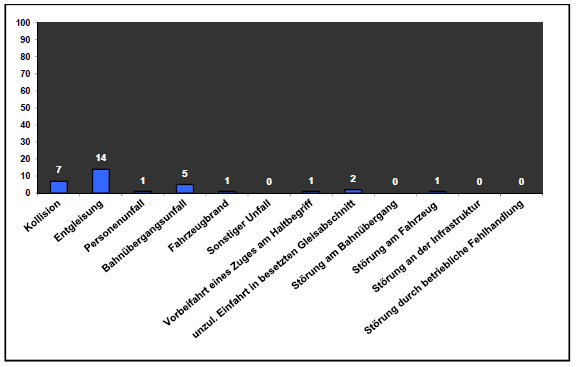 100
90
80
70
60
50
40
30
20
10
0
7
14
1
5
1
0
1
2
0
1
0
0
Kollision
Entgleisung
Personenunfall
Bahnübergangsunfall
Fahrzeugbrand
Sonstiger Unfall
Vorbeifahrt eines Zuges am Haltbegriff
unzul. Einfahrt in besetzten Gleisabschnitt
Störung am Bahnübergang
Störung am Fahrzeug
Störung an der Infrastruktur
Störung durch betriebliche Fehlhandlung